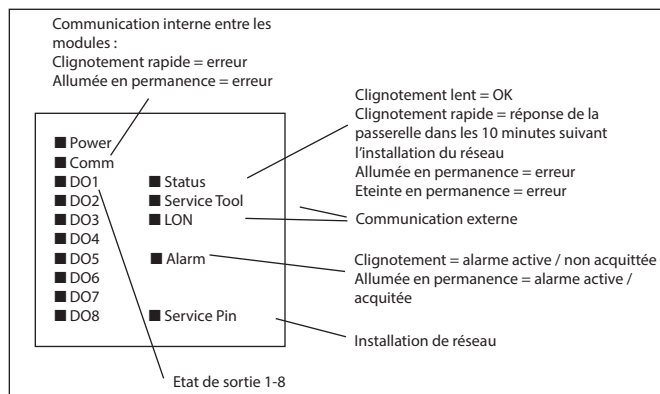 Communication interne entre les
modules :
Clignotement rapide = erreur
Allumée en permanence = erreur
Power
Comm
DO1
DO2
DO3
DO4
DO5
DO6
DO7
DO8
Status
Service Tool
LON
Alarm
Service Pin
Clignotement lent = OK
Clignotement rapide = réponse de la
passerelle dans les 10 minutes suivant
l'installation du réseau
Allumée en permanence = erreur
Eteinte en permanence = erreur
Communication externe
Clignotement = alarme active / non acquittée
Allumée en permanence = alarme active /
acquitée
Installation de réseau
Etat de sortie 1-8